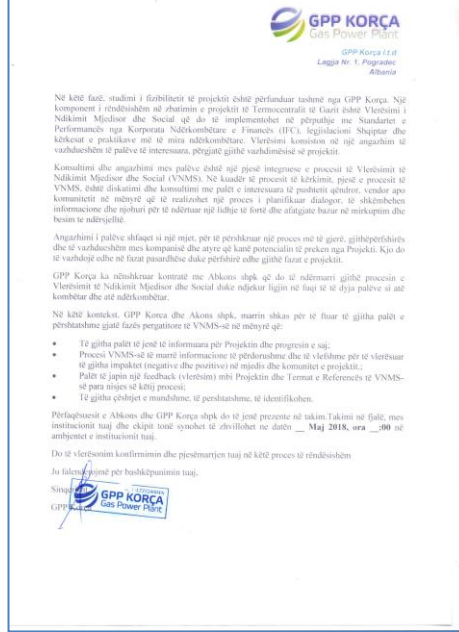 GPP KORÇA
Gas Power Plant
GPP Korça l.t.d
Lagjja Nr. 1, Pogradec
Albania
Në këtë fazë, studimi i fizibilitetit të projektit është përfunduar tashmë nga GPP Korça. Një
komponent i rëndësishëm në zbatimin e projektit të Termocentralit të Gazit është Vlerësimi i
Ndikimit Mjedisor dhe Social që do të implementohet në përputhje me Standartet e
Performancës nga Korporata Ndërkombëtare e Financës (IFC), legjislacioni Shqiptar dhe
kërkesat e praktikave më të mira ndërkombëtare. Vlerësimi konsiston në një angazhim të
vazhdueshëm të palëve të interesuara, përgjatë gjithë vazhdimësisë së projektit.
Konsultimi dhe angazhimi mes palëve është një pjesë integruese e procesit të Vlerësimit të
Ndikimit Mjedisor dhe Social (VNMS). Në kuadër të procesit të kërkimit, pjesë e procesit të
VNMS, është diskutimi dhe konsultimi me palët e interesuara të pushtetit qëndror, vendor apo
komunitetit në mënyrë që të realizohet një proces i planifikuar dialogor, të shkëmbehen
informacione dhe njohuri për të ndërtuar një lidhje të fortë dhe afatgjate bazuar në mirkuptim dhe
besim te ndërsjelltë.
Angazhimi i palëve shfaqet si një mjet, për të përshkruar një proces më të gjerë, gjithëpërfshirës
dhe të vazhdueshëm mes kompanisë dhe atyre që kanë potencialin të preken nga Projekti. Kjo do
të vazhdojë edhe në fazat pasardhëse duke përfshirë edhe gjithë fazat e projektit.
GPP Korça ka nënshkruar kontratë me Abkons shpk që do të ndërmarri gjithë procesin e
Vlerësimit të Ndikimit Mjedisor dhe Social duke ndjekur ligjin në fuqi të të dyja palëve si atë
kombëtar dhe atë ndërkombëtar.
Në këtë kontekst, GPP Korca dhe Akons shpk, marrin shkas për të ftuar të gjitha palët e
përshtatshme gjatë fazës pergatitore të VNMS-së në mënyrë që:
• Të gjitha palët të jenë të informuara për Projektin dhe progresin e saj;
• Procesi VNMS-së të marrë informacione të përdorushme dhe të vlefshme për të vlerësuar
të gjitha impaktet (negative dhe pozitive) në mjedis dhe komunitet e projektit.;
• Palët të japin një feedback (vlerësim) mbi Projektin dhe Termat e Referencës të VNMS-
së para nisjes së këtij procesi;
• Të gjitha çështjet e mundshme, të pershtatshme, të identifikohen.
Përfaqësuesit e Abkons dhe GPP Korça shpk do të jenë prezente në takim.Takimi në fjalë, mes
institucionit tuaj dhe ekipit tonë synohet të zhvillohet ne datën __ Maj 2018, ora __:00 në
ambjentet e institucionit tuaj.
Do të vlerësonim konfirmimin dhe pjesëmarrjen tuaj në këtë proces të rëndësishëm
Ju falenderojmë për bashkëpunimin tuaj.
GPP KORÇA
Gas Power Plant
GPP